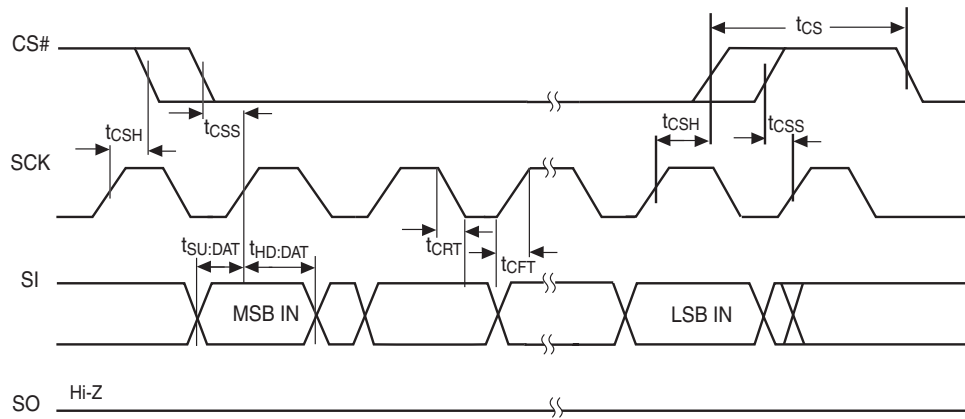 CS#
tCS
tCSH
tCSS
tCSH
tCSS
SCK
tSU:DAT
tHD:DAT
tCRT
tCFT
SI
MSB IN
LSB IN
SO
Hi-Z